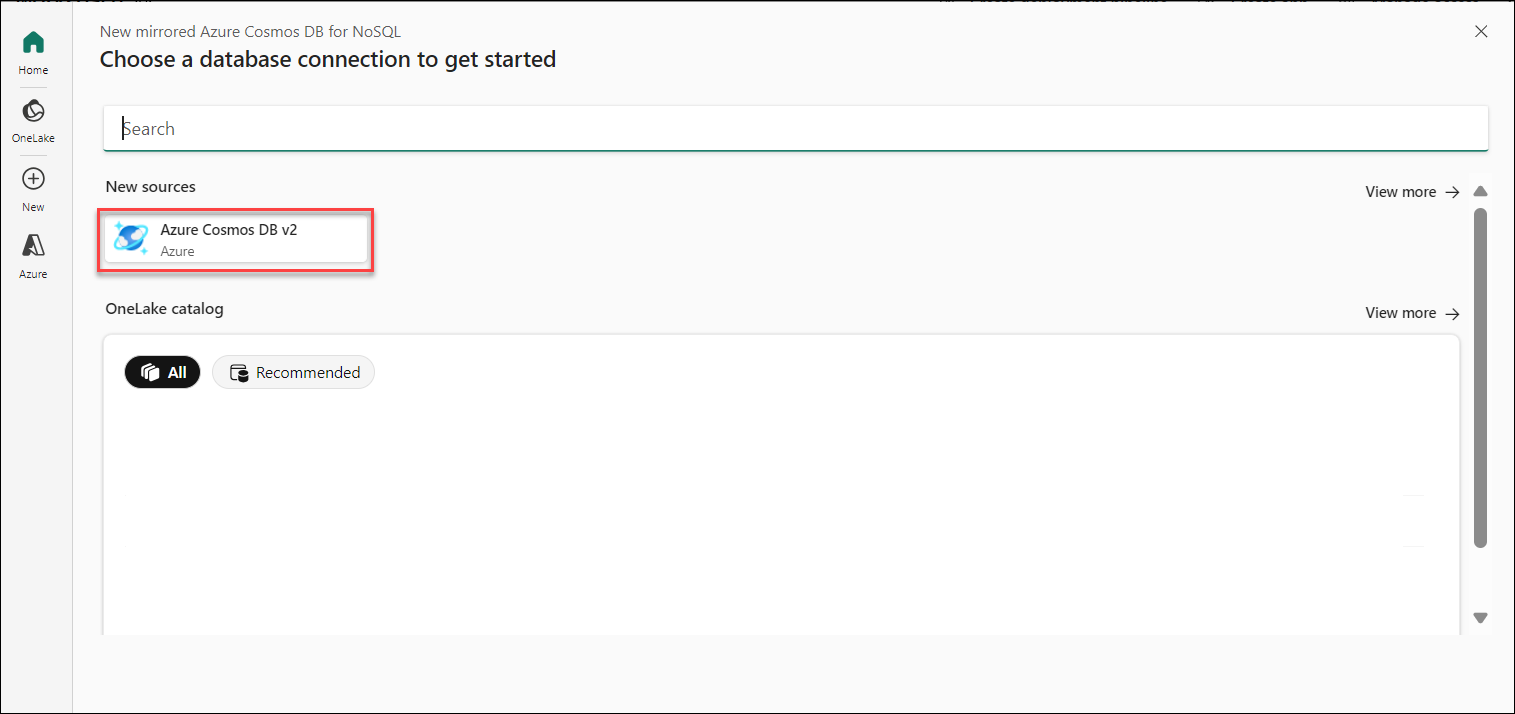 New mirrored Azure Cosmos DB for NoSQL
Choose a database connection to get started
Home
OneLake
New
Azure
Search
New sources
View more
Azure Cosmos DB v2
Azure
OneLake catalog
View more
All
Recommended